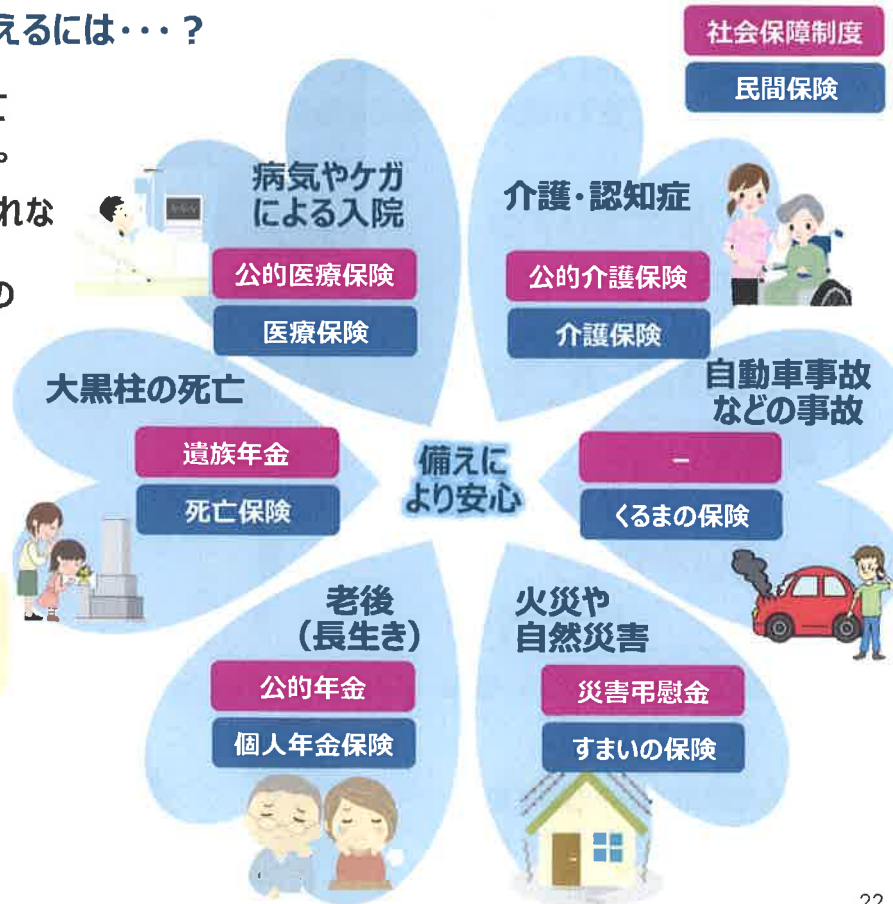 えるには・・・？
社会保障制度
民間保険
に
。
れな
の
病気やケガ
による入院
公的医療保険
医療保険
介護・認知症
公的介護保険
介護保険
大黒柱の死亡
遺族年金
死亡保険
備えに
より安心
自動車事故
などの事故
－
くるまの保険
老後
（長生き）
公的年金
個人年金保険
火災や
自然災害
災害弔慰金
すまいの保険
22